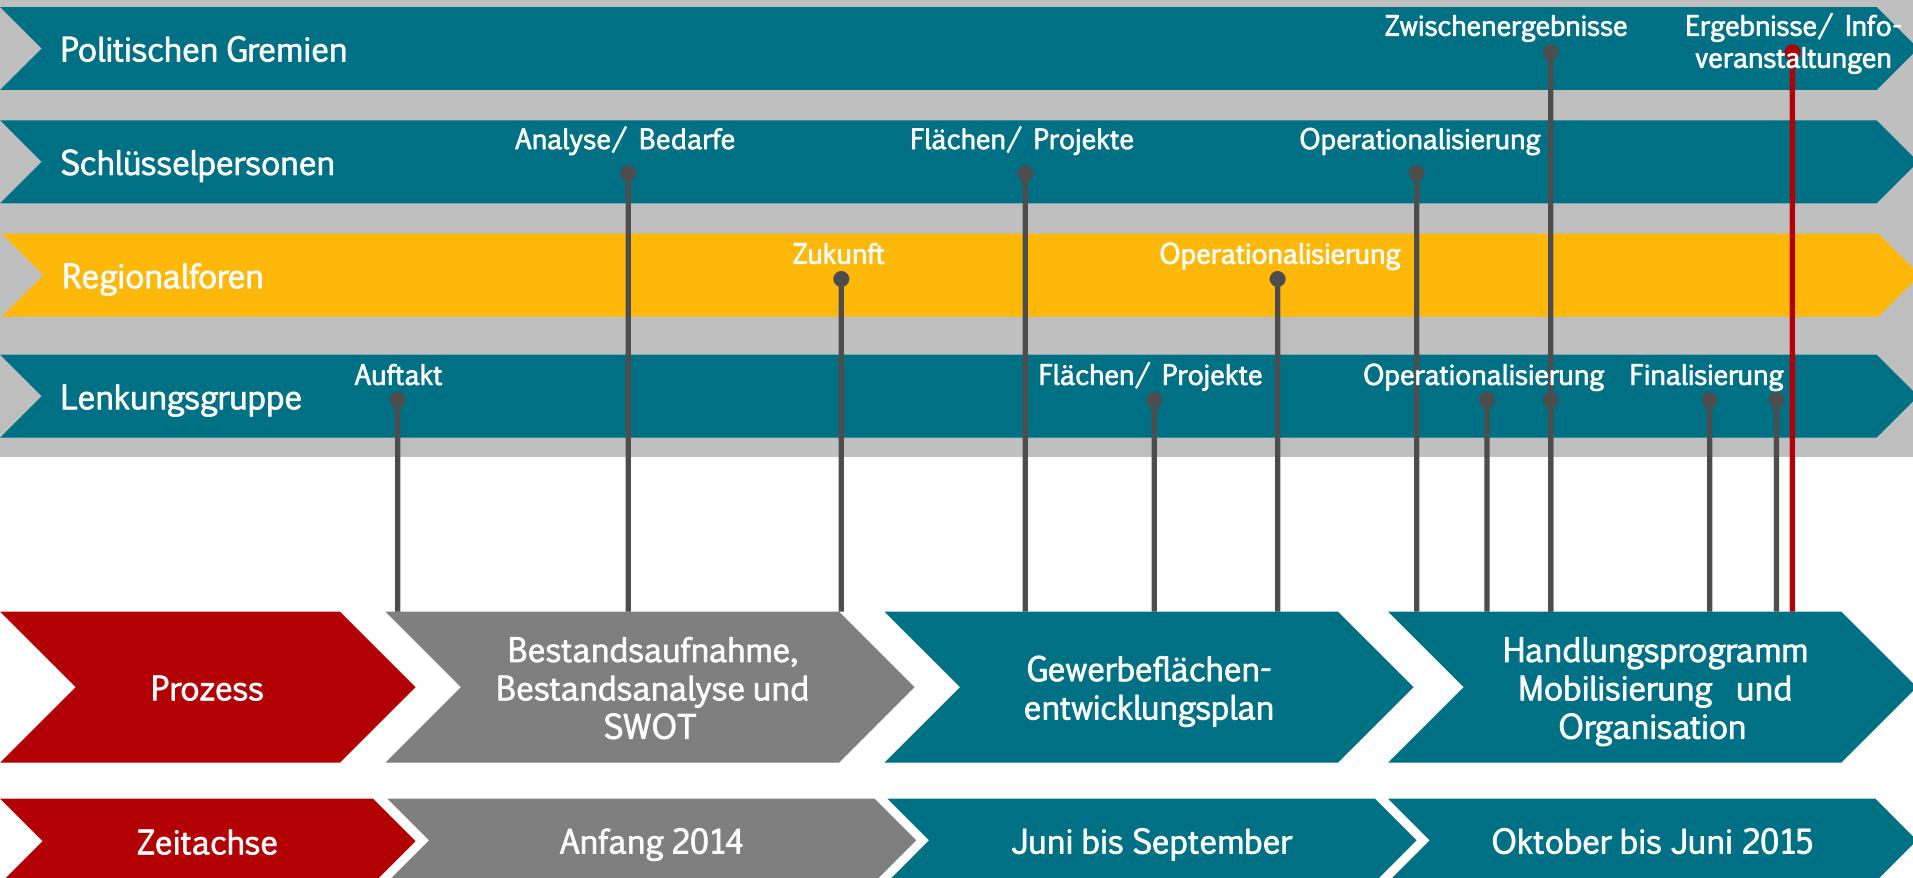 Politischen Gremien
Zwischenergebnisse
Ergebnisse/ Info-
veranstaltungen
Schlüsselpersonen
Analyse/ Bedarfe
Flächen/ Projekte
Operationalisierung
Regionalforen
Zukunft
Operationalisierung
Lenkungsgruppe
Auftakt
Flächen/ Projekte
Operationalisierung
Finalisierung
Prozess
Bestandsaufnahme,
Bestandsanalyse und
SWOT
Gewerbeflächen-
entwicklungsplan
Handlungsprogramm
Mobilisierung und
Organisation
Zeitachse
Anfang 2014
Juni bis September
Oktober bis Juni 2015